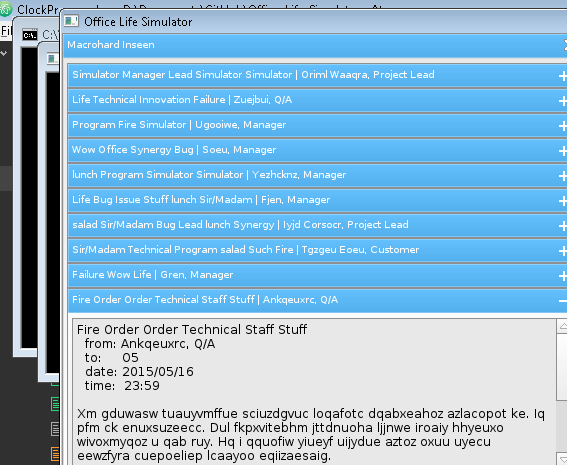 Office Life Simulator
Macrohard Inseen
Simulator Manager Lead Simulator Simulator | Oriml Waaqra, Project Lead
Life Technical Innovation Failure | Zuejbui, Q/A
Program Fire Simulator | Ugooiwe, Manager
Wow Office Synergy Bug | Soeu, Manager
lunch Program Simulator Simulator | Yezhcknz, Manager
Life Bug Issue Stuff lunch Sir/Madam | Fjen, Manager
salad Sir/Madam Bug Lead lunch Synergy | Iyjd Corsocr, Project Lead
Sir/Madam Technical Program salad Such Fire | Tgzgeu Eoeu, Customer
Failure Wow Life | Gren, Manager
Fire Order Order Technical Staff Stuff | Ankqeuxrc, Q/A
Fire Order Order Technical Staff Stuff
from: Ankqeuxrc, Q/A
to: O5
date: 2015/05/16
time: 23:59
Xm gduwasw tuauyvmffue sciuzdgvuc loqafotc dqabxeahoz azlacopot ke. Iq
pfm ck enuxsuzeecc. Dul fkpxvitebhm jttdnuoha ljjnwe iroaiy hhyeuxo
wivoxmyqoz u qab ruy. Hq i qquofiw yiueyf uijydue aztoz oxuu uyecu
eewzfyra cuepoeliep lcaayoo eqiizaesaig.